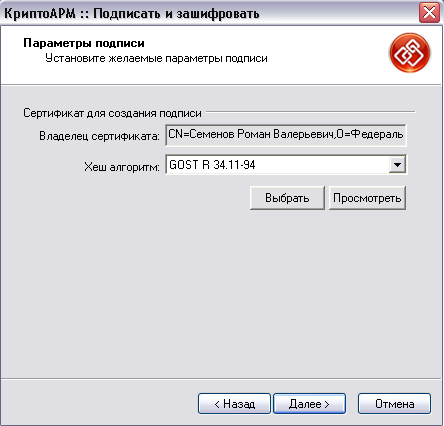 КриптоАРМ :: Подписать и зашифровать
Параметры подписи
Установите желаемые параметры подписи
Сертификат для создания подписи
Владелец сертификата: CN=Семенов Роман Валерьевич,O=Федераль
Хеш алгоритм: GOST R 34.11-94
Выбрать Просмотреть
< Назад Далее > Отмена